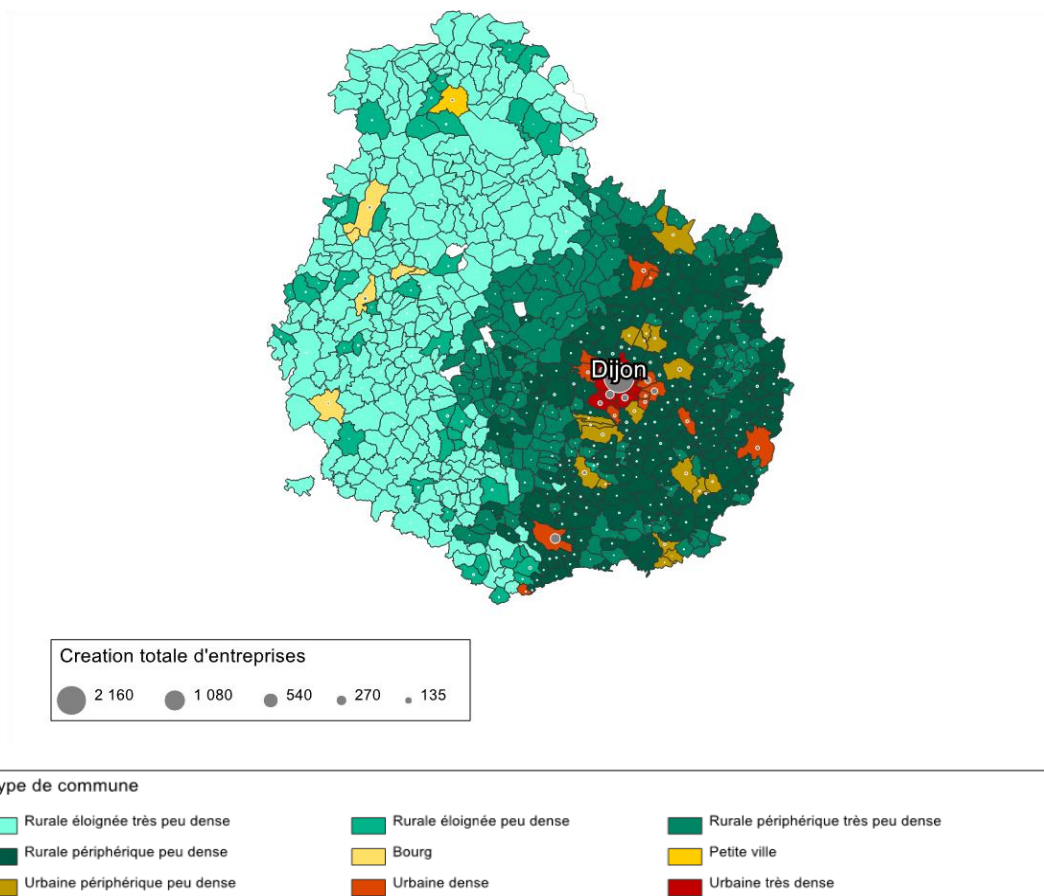 Dijon
Creation totale d'entreprises
2 160 1 080 540 270 135
ype de commune
Rurale éloignée très peu dense Rurale éloignée peu dense Rurale périphérique très peu dense
Rurale périphérique peu dense Bourg Petite ville
Urbaine périphérique peu dense Urbaine dense Urbaine très dense